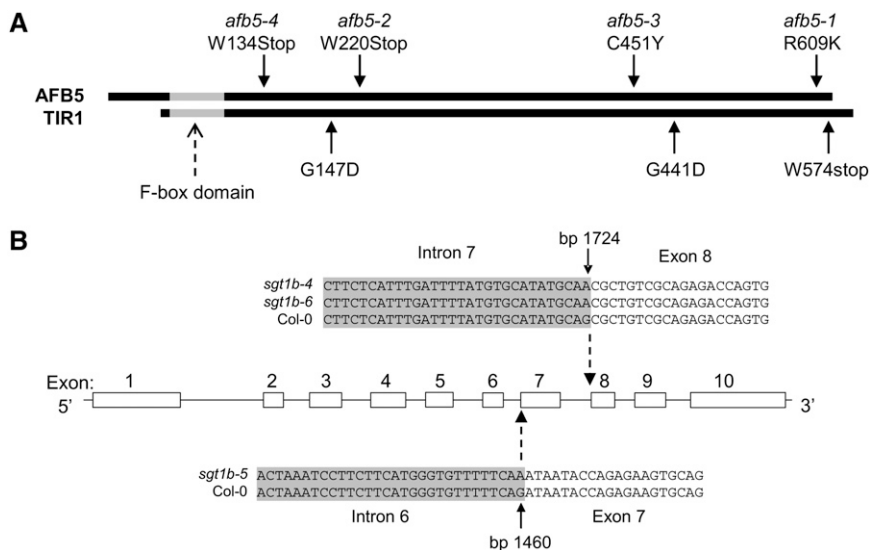 A
afb5-4 afb5-2 afb5-3 afb5-1
W134Stop W220Stop C451Y R609K
AFB5
TIR1
G147D G441D W574stop
F-box domain
B
bp 1724
Intron 7 Exon 8
sgt1b-4 CTTCTCATTTGATTTTATGTGCATATGCAACGCTGTCGCAGAGACCAGTG
sgt1b-6 CTTCTCATTTGATTTTATGTGCATATGCAACGCTGTCGCAGAGACCAGTG
Col-0 CTTCTCATTTGATTTTATGTGCATATGCAGCGCTGTCGCAGAGACCAGTG
Exon: 1 2 3 4 5 6 7 8 9 10
5’ 3’
sgt1b-5 ACTAAATCCTTCTTCATGGGTGTTTTTCAAATAATACCAGAGAAGTGCAG
Col-0 ACTAAATCCTTCTTCATGGGTGTTTTTCAGATAATACCAGAGAAGTGCAG
Intron 6 Exon 7
bp 1460